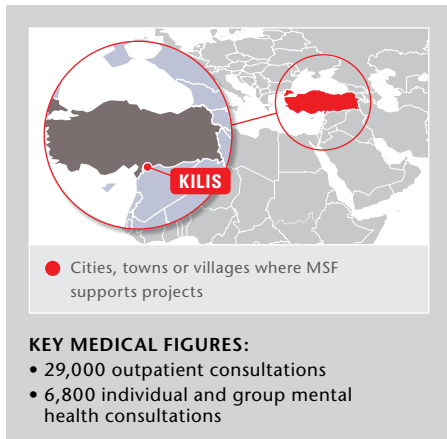 KILIS
Cities, towns or villages where MSF
supports projects
KEY MEDICAL FIGURES:
• 29,000 outpatient consultations
• 6,800 individual and group mental
health consultations